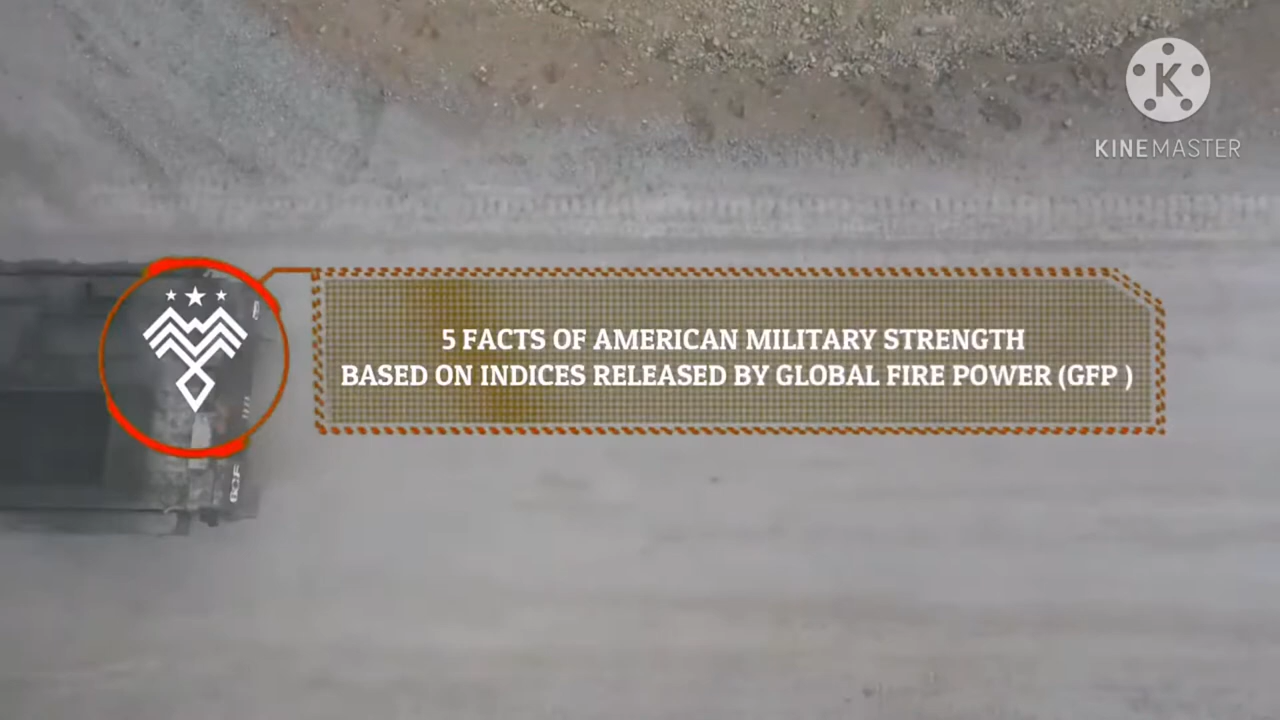 KINEMASTER
5 FACTS OF AMERICAN MILITARY STRENGTH
BASED ON INDICES RELEASED BY GLOBAL FIRE POWER (GFP )